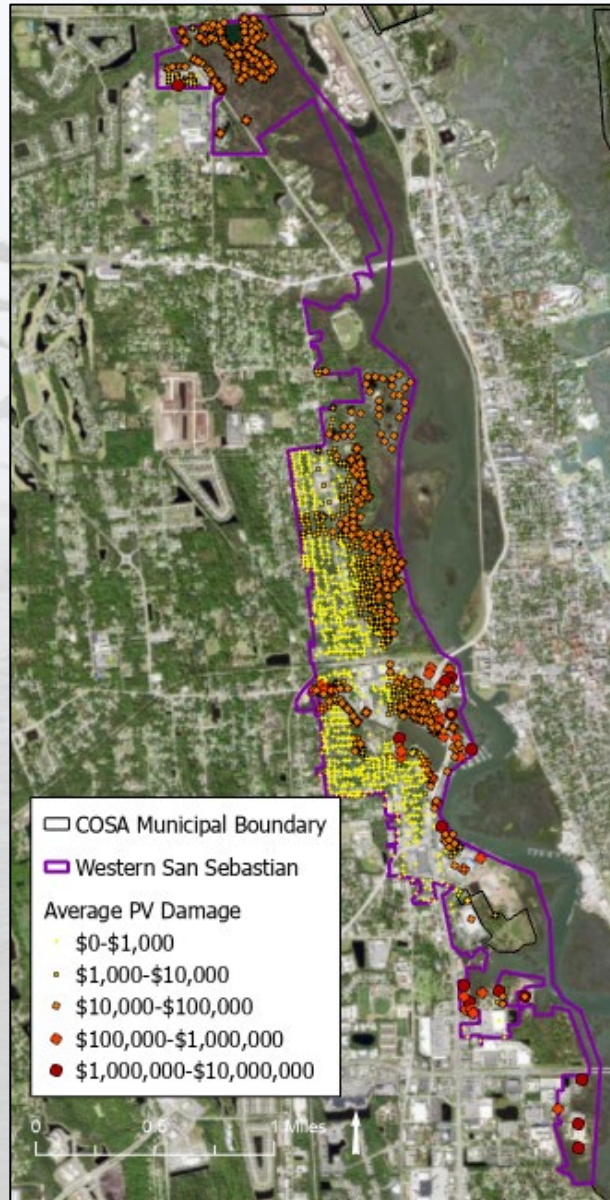 COSA Municipal Boundary
Western San Sebastian
Average PV Damage
$0-$1,000
$1,000-$10,000
$10,000-$100,000
$100,000-$1,000,000
$1,000,000-$10,000,000
0 0.5 1 Miles